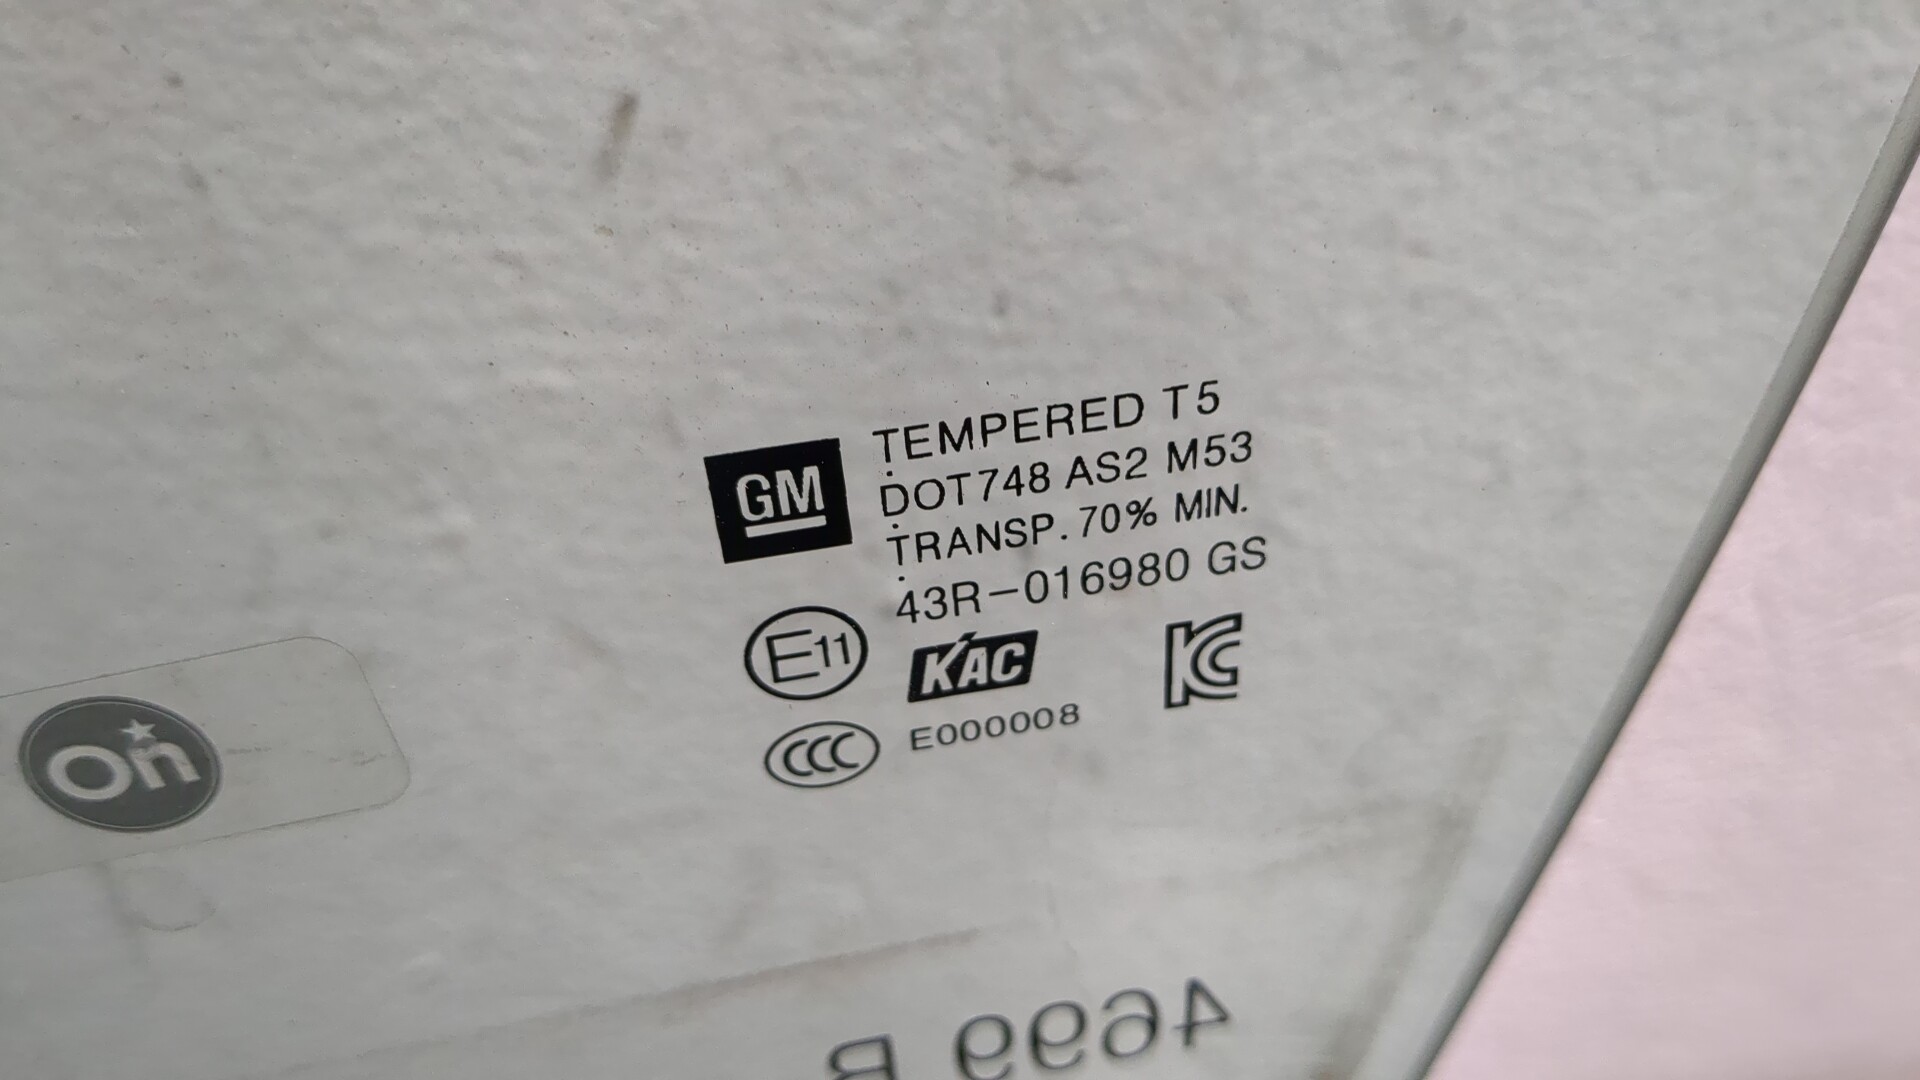 GM
TEMPERED T5
DOT748 AS2 M53
TRANSP. 70% MIN.
43R-016980 GS
E11
KAC
KC
CCC
E000008
On
4699 R